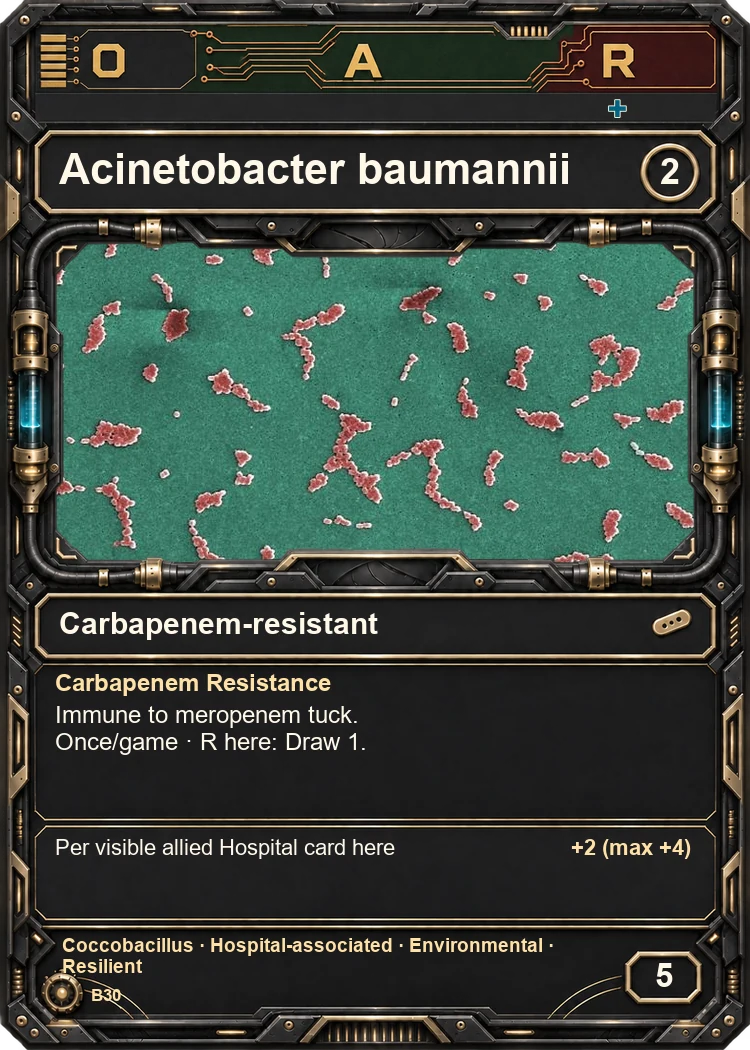 O A R
Acinetobacter baumannii 2
Carbapenem-resistant
Carbapenem Resistance
Immune to meropenem tuck.
Once/game · R here: Draw 1.
Per visible allied Hospital card here +2 (max +4)
Coccobacillus · Hospital-associated · Environmental ·
Resilient
5
B30